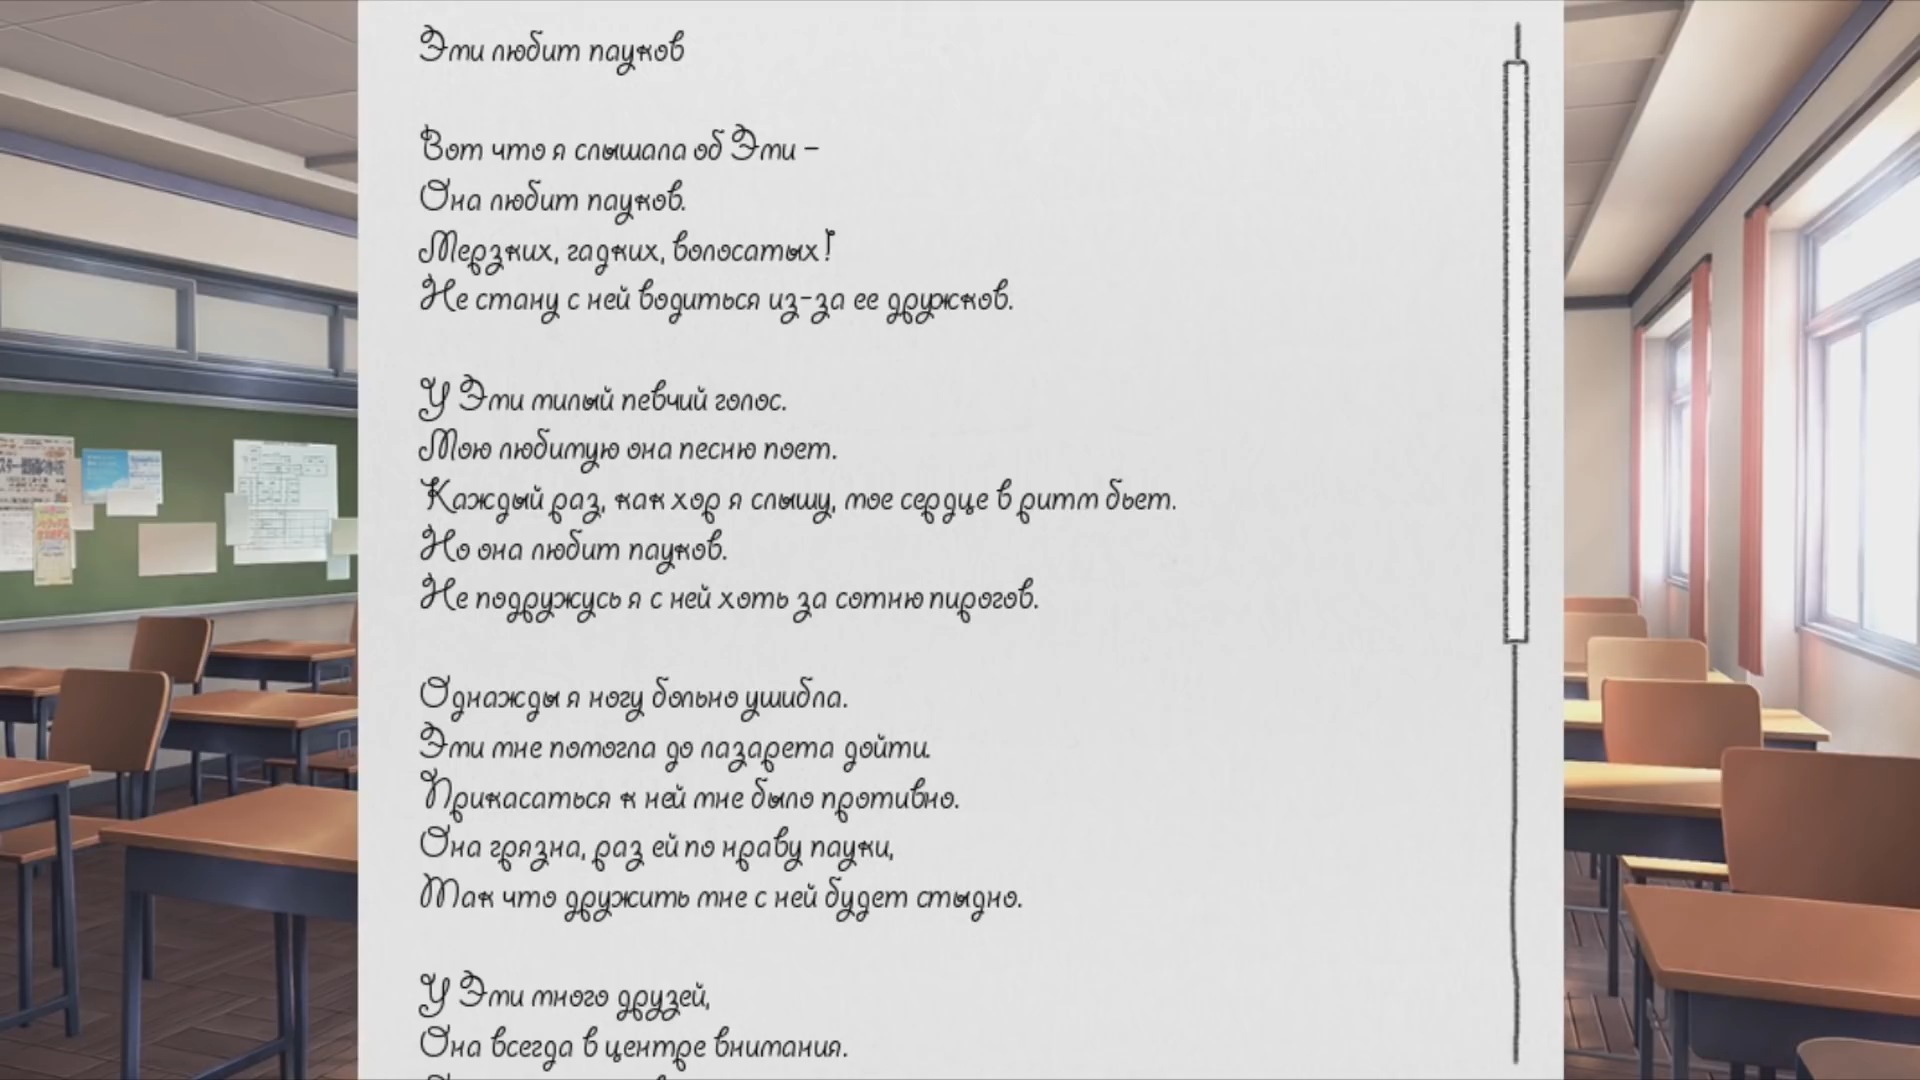 Эми любит пауков
Вот что я слышала об Эми –
Она любит пауков.
Мерзких, гадких, волосатых!
Не стану с ней водиться из-за ее дружков.
У Эми милый певчий голос.
Мою любимую она песню поет.
Каждый раз, как хор я слышу, мое сердце в ритм бьет.
Но она любит пауков.
Не подружусь я с ней хоть за сотню пирогов.
Однажды я ногу больно ушибла.
Эми мне помогла до лазарета дойти.
Прикасаться к ней мне было противно.
Она грязна, раз ей по нраву пауки,
Так что дружить мне с ней будет стыдно.
У Эми много друзей,
Она всегда в центре внимания.